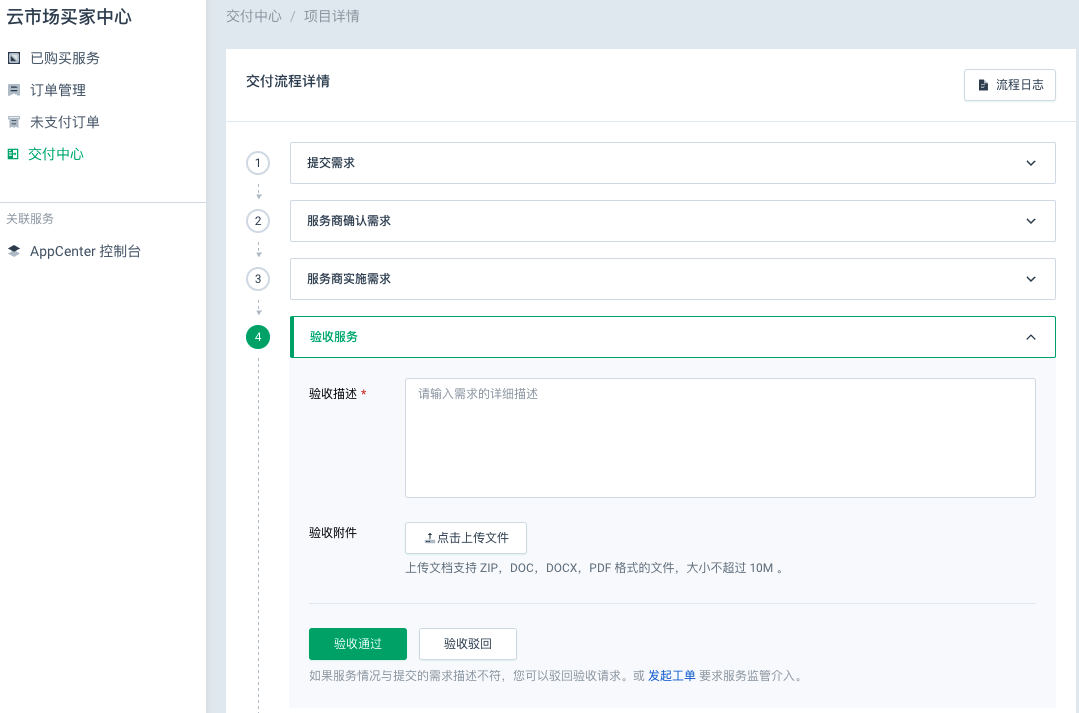 云市场买家中心
已购买服务
订单管理
未支付订单
交付中心
关联服务
AppCenter 控制台
交付中心 / 项目详情
交付流程详情
流程日志
1 提交需求
2 服务商确认需求
3 服务商实施需求
4 验收服务
验收描述 *
请输入需求的详细描述
验收附件
点击上传文件
上传文档支持 ZIP，DOC，DOCX，PDF 格式的文件，大小不超过 10M 。
验收通过 验收驳回
如果服务情况与提交的需求描述不符，您可以驳回验收请求。或 发起工单 要求服务监管介入。